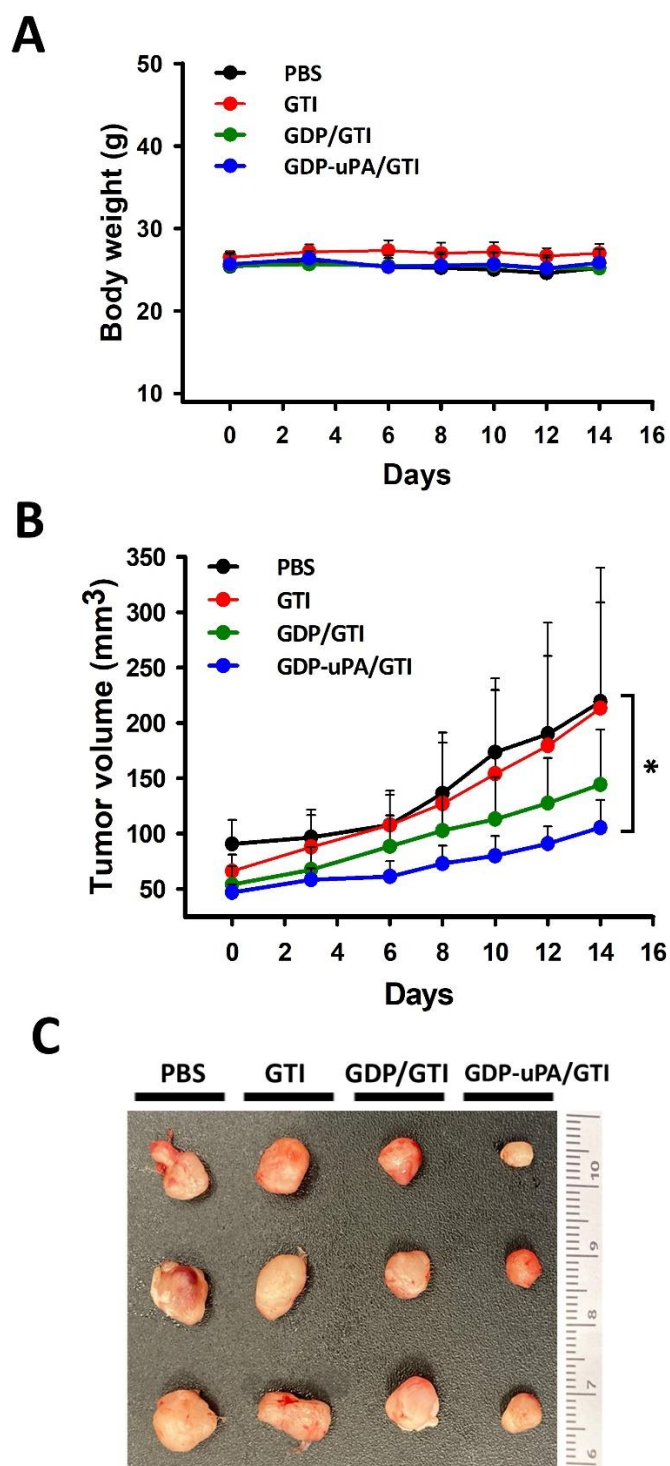 A
50
40
30
20
10
Body weight (g)
PBS
GTI
GDP/GTI
GDP-uPA/GTI
0 2 4 6 8 10 12 14 16
Days
B
350
300
250
200
150
100
50
Tumor volume (mm3)
PBS
GTI
GDP/GTI
GDP-uPA/GTI
*
0 2 4 6 8 10 12 14 16
Days
C
PBS GTI GDP/GTI GDP-uPA/GTI
10
9
8
7
6